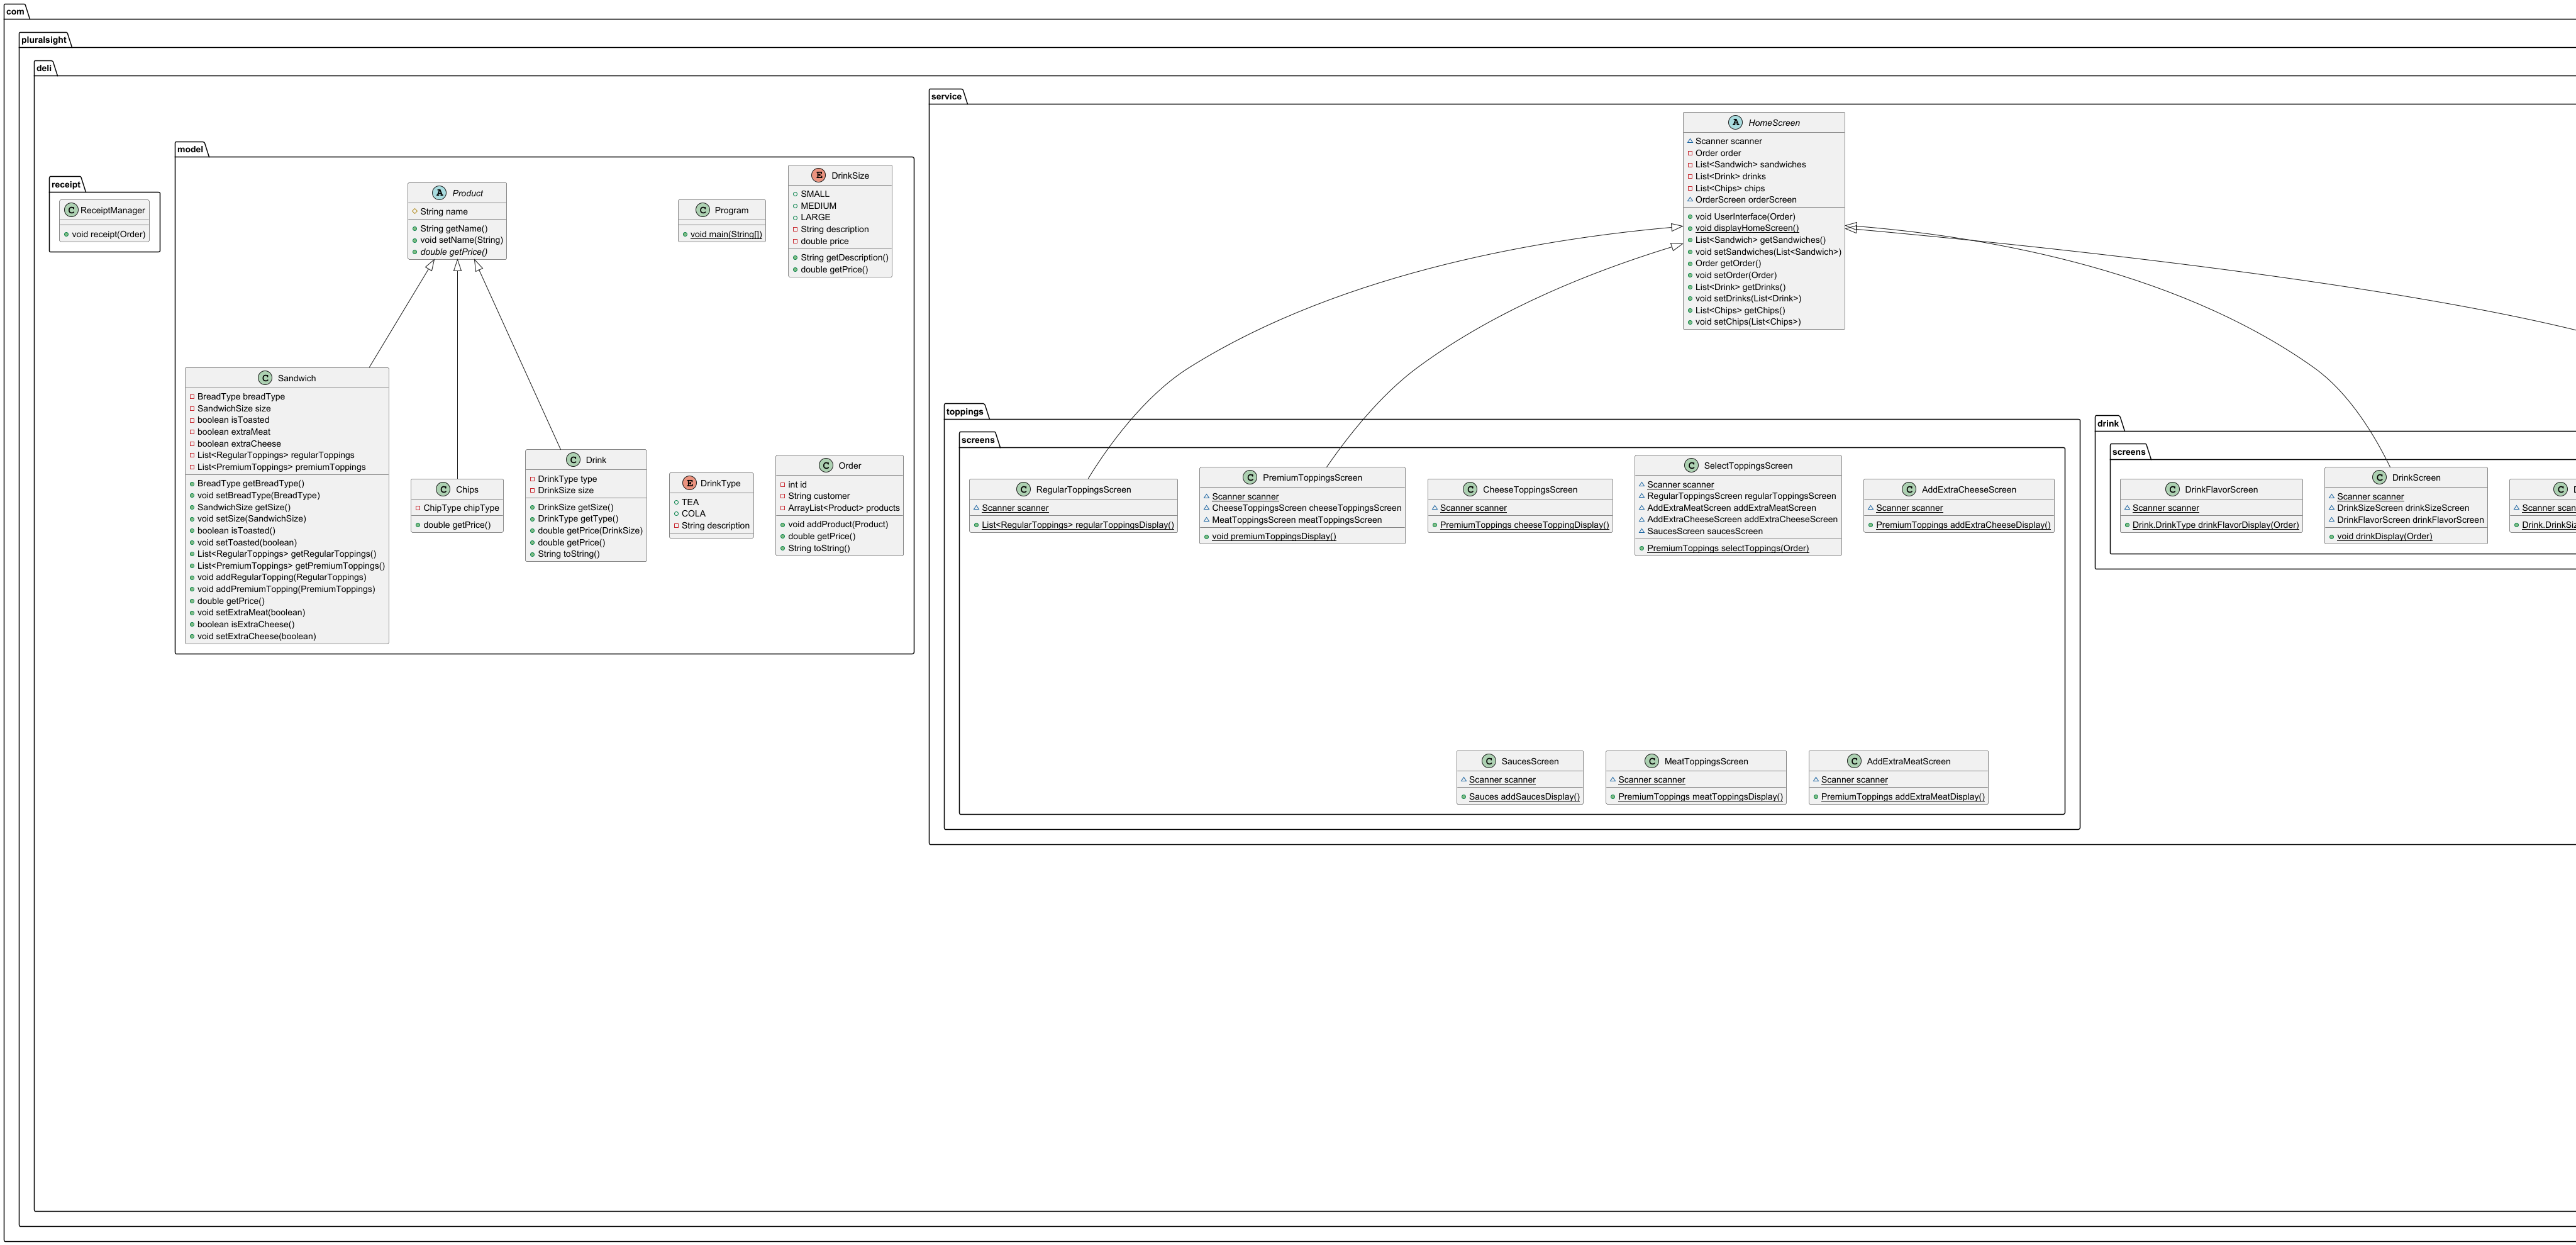 com
pluralsight
deli
receipt
ReceiptManager
void receipt(Order)
model
Product
String name
String getName()
void setName(String)
double getPrice()
Program
void main(String[])
DrinkSize
SMALL
MEDIUM
LARGE
String description
double price
String getDescription()
double getPrice()
Sandwich
BreadType breadType
SandwichSize size
boolean isToasted
boolean extraMeat
boolean extraCheese
List<RegularToppings> regularToppings
List<PremiumToppings> premiumToppings
BreadType getBreadType()
void setBreadType(BreadType)
SandwichSize getSize()
void setSize(SandwichSize)
boolean isToasted()
void setToasted(boolean)
List<RegularToppings> getRegularToppings()
List<PremiumToppings> getPremiumToppings()
void addRegularTopping(RegularToppings)
void addPremiumTopping(PremiumToppings)
double getPrice()
void setExtraMeat(boolean)
boolean isExtraCheese()
void setExtraCheese(boolean)
Chips
ChipType chipType
double getPrice()
Drink
DrinkType type
DrinkSize size
DrinkSize getSize()
DrinkType getType()
double getPrice(DrinkSize)
double getPrice()
String toString()
DrinkType
TEA
COLA
String description
Order
int id
String customer
ArrayList<Product> products
void addProduct(Product)
double getPrice()
String toString()
service
HomeScreen
Scanner scanner
Order order
List<Sandwich> sandwiches
List<Drink> drinks
List<Chips> chips
OrderScreen orderScreen
void UserInterface(Order)
void displayHomeScreen()
List<Sandwich> getSandwiches()
void setSandwiches(List<Sandwich>)
Order getOrder()
void setOrder(Order)
List<Drink> getDrinks()
void setDrinks(List<Drink>)
List<Chips> getChips()
void setChips(List<Chips>)
toppings
screens
RegularToppingsScreen
Scanner scanner
List<RegularToppings> regularToppingsDisplay()
PremiumToppingsScreen
Scanner scanner
CheeseToppingsScreen cheeseToppingsScreen
MeatToppingsScreen meatToppingsScreen
void premiumToppingsDisplay()
CheeseToppingsScreen
Scanner scanner
PremiumToppings cheeseToppingDisplay()
SelectToppingsScreen
Scanner scanner
RegularToppingsScreen regularToppingsScreen
AddExtraMeatScreen addExtraMeatScreen
AddExtraCheeseScreen addExtraCheeseScreen
SaucesScreen saucesScreen
PremiumToppings selectToppings(Order)
AddExtraCheeseScreen
Scanner scanner
PremiumToppings addExtraCheeseDisplay()
SaucesScreen
Scanner scanner
Sauces addSaucesDisplay()
MeatToppingsScreen
Scanner scanner
PremiumToppings meatToppingsDisplay()
AddExtraMeatScreen
Scanner scanner
PremiumToppings addExtraMeatDisplay()
drink
screens
DrinkFlavorScreen
Scanner scanner
Drink.DrinkType drinkFlavorDisplay(Order)
DrinkScreen
Scanner scanner
DrinkSizeScreen drinkSizeScreen
DrinkFlavorScreen drinkFlavorScreen
void drinkDisplay(Order)
Scanner